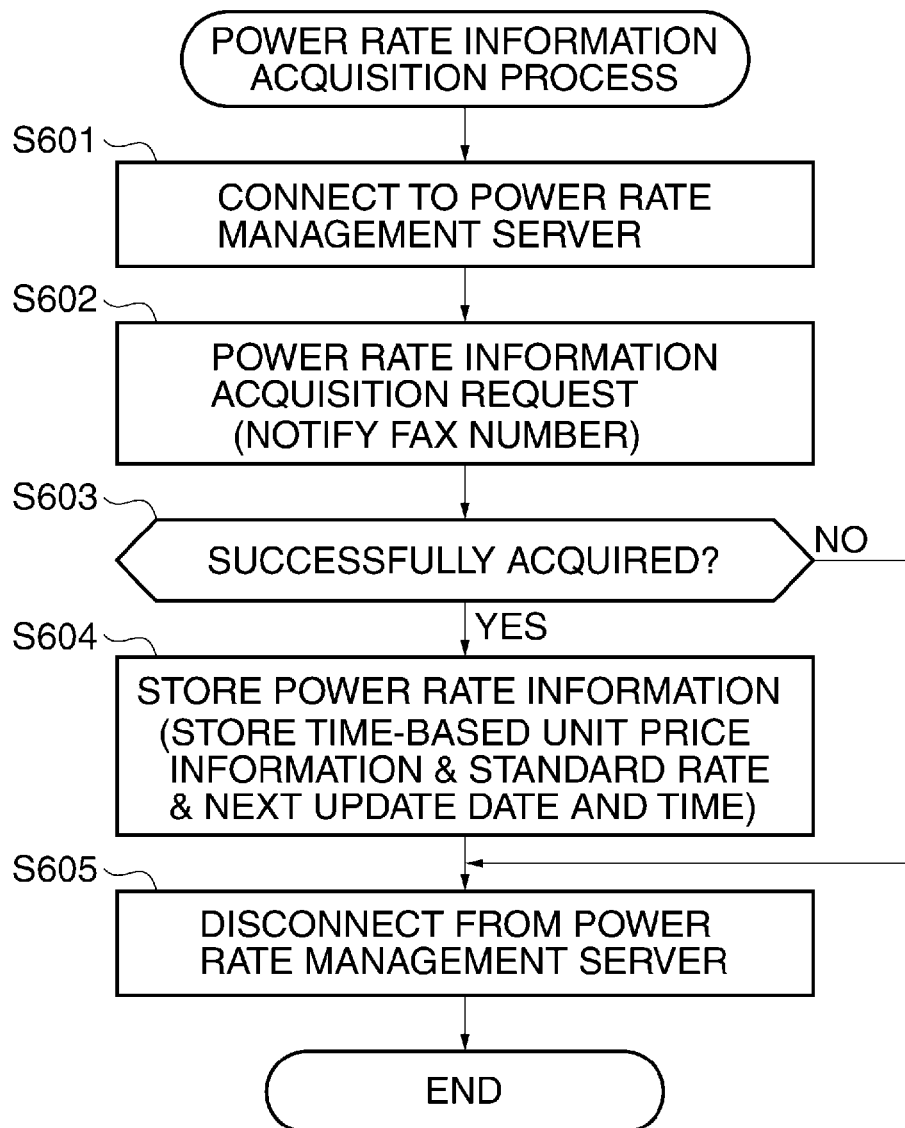 POWER RATE INFORMATION
ACQUISITION PROCESS
S601
CONNECT TO POWER RATE
MANAGEMENT SERVER
S602
POWER RATE INFORMATION
ACQUISITION REQUEST
(NOTIFY FAX NUMBER)
S603
SUCCESSFULLY ACQUIRED?
NO
YES
S604
STORE POWER RATE INFORMATION
(STORE TIME-BASED UNIT PRICE
INFORMATION & STANDARD RATE
& NEXT UPDATE DATE AND TIME)
S605
DISCONNECT FROM POWER
RATE MANAGEMENT SERVER
END